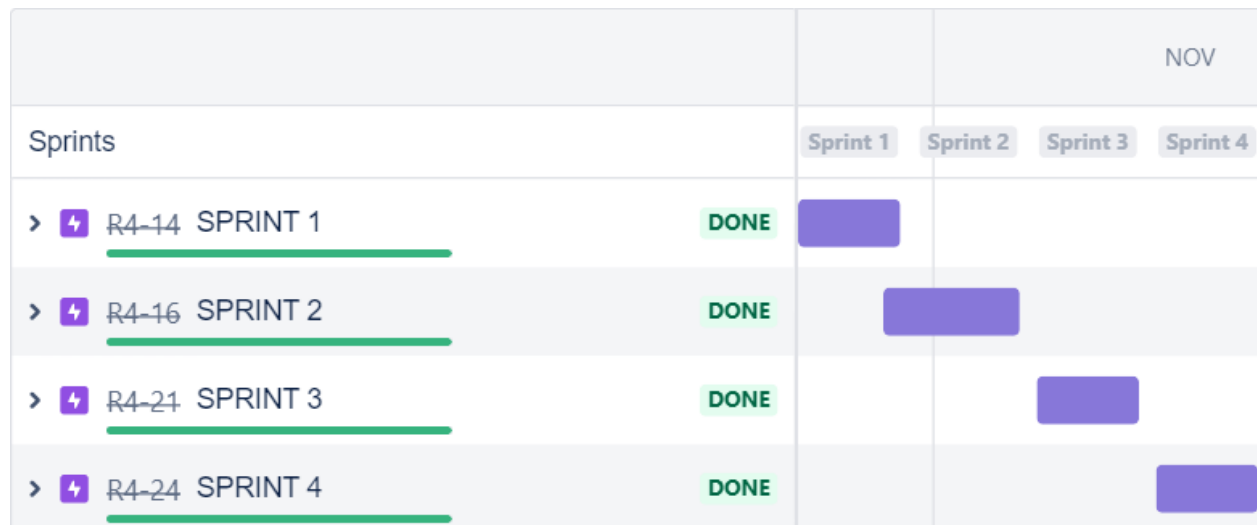 NOV
Sprints Sprint 1 Sprint 2 Sprint 3 Sprint 4
R4-14 SPRINT 1 DONE
R4-16 SPRINT 2 DONE
R4-21 SPRINT 3 DONE
R4-24 SPRINT 4 DONE